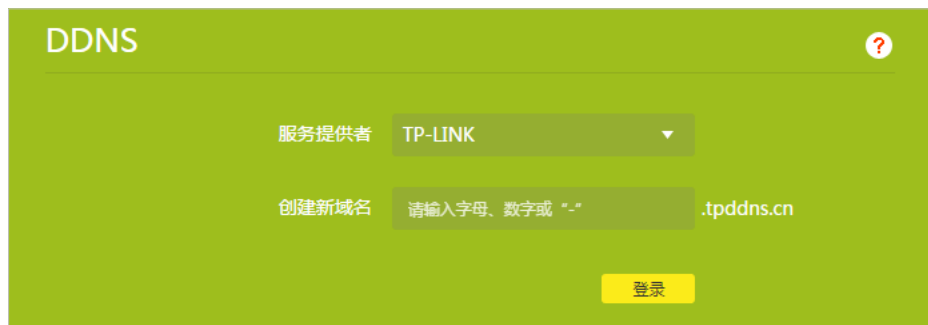 DDNS
?
服务提供者 TP-LINK
创建新域名 请输入字母、数字或 "-" .tpddns.cn
登录